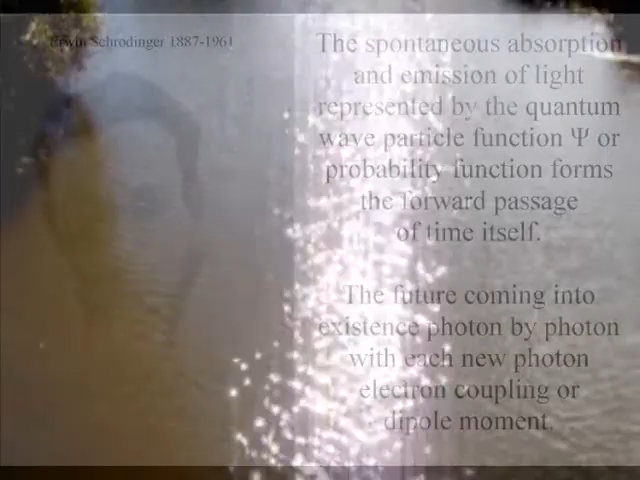 Erwin Schrodinger 1887-1961
The spontaneous absorption
and emission of light
represented by the quantum
wave particle function Ψ or
probability function forms
the forward passage
of time itself.
The future coming into
existence photon by photon
with each new photon
electron coupling or
dipole moment.